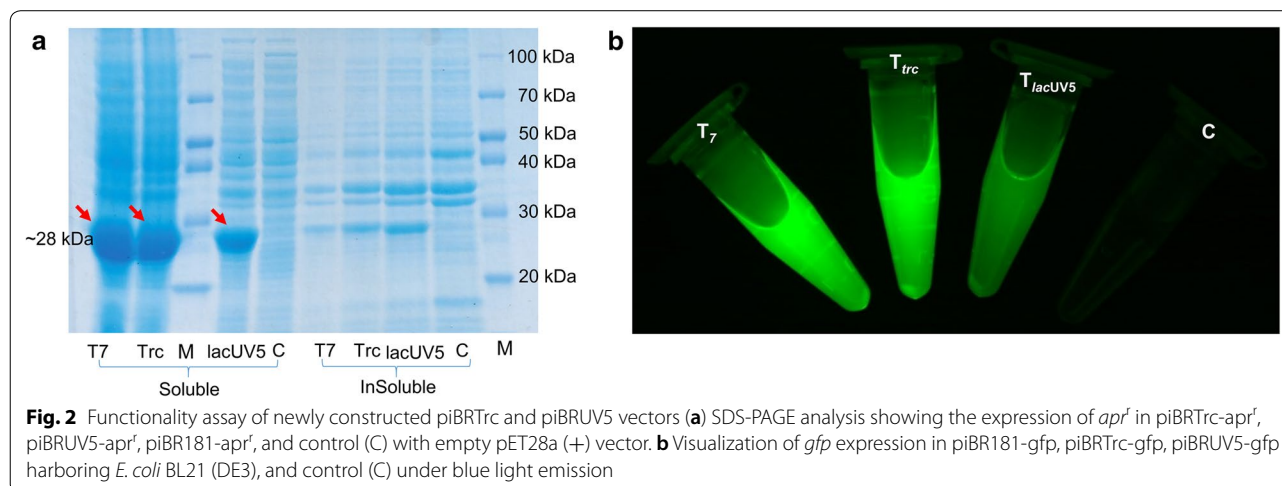 a
100 kDa
70 kDa
50 kDa
40 kDa
30 kDa
~28 kDa
20 kDa
T7 Trc M lacUV5 C T7 Trc lacUV5 C M
Soluble InSoluble
b
T7
Ttrc
TlacUV5
C
Fig. 2 Functionality assay of newly constructed piBRTrc and piBRUV5 vectors (a) SDS-PAGE analysis showing the expression of aprʳ in piBRTrc-aprʳ,
piBRUV5-aprʳ, piBR181-aprʳ, and control (C) with empty pET28a (+) vector. b Visualization of gfp expression in piBR181-gfp, piBRTrc-gfp, piBRUV5-gfp
harboring E. coli BL21 (DE3), and control (C) under blue light emission